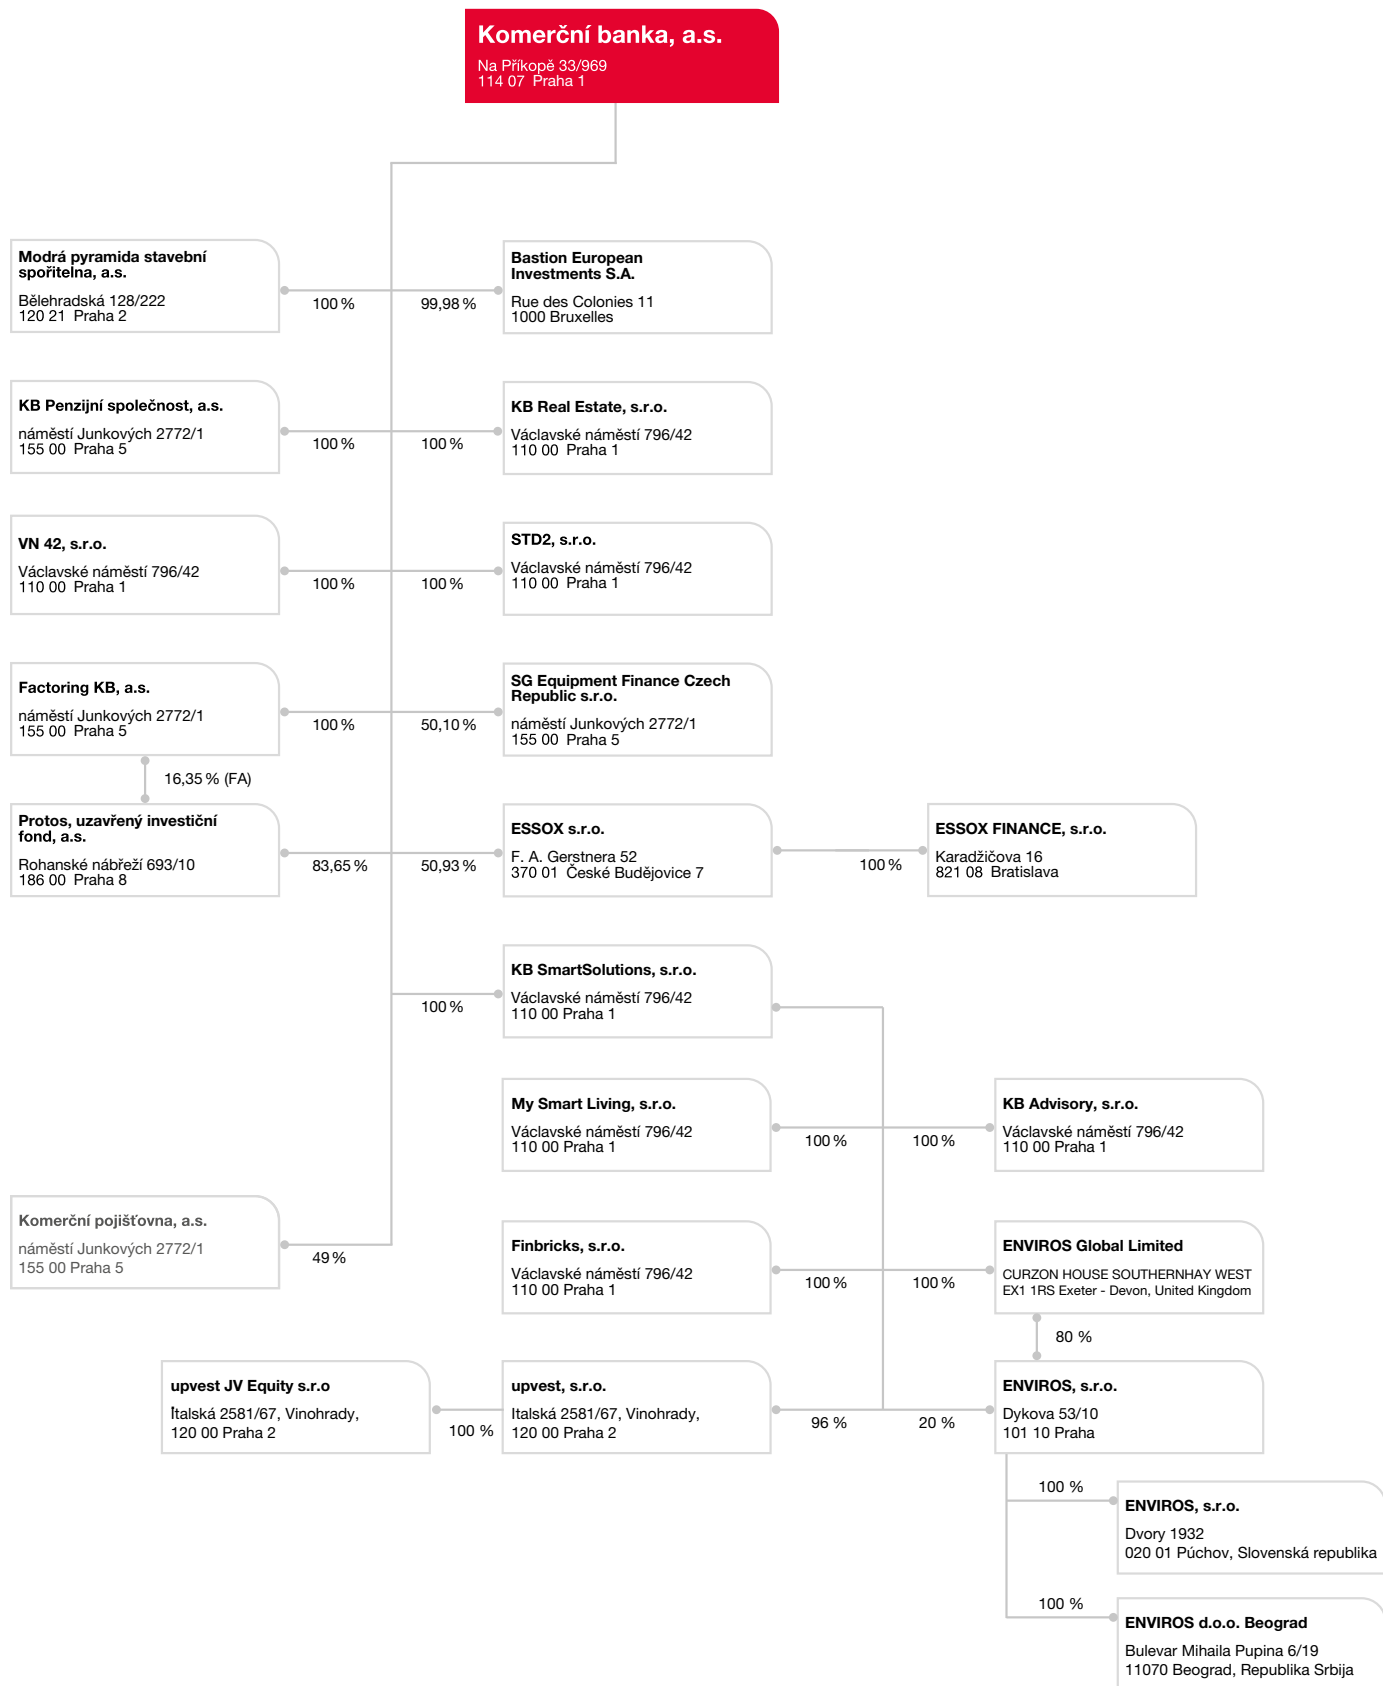 Komerční banka, a.s.
Na Příkopě 33/969
114 07 Praha 1
Modrá pyramida stavební
spořitelna, a.s.
Bělehradská 128/222
120 21 Praha 2
100 %
99,98 %
Bastion European
Investments S.A.
Rue des Colonies 11
1000 Bruxelles
KB Penzijní společnost, a.s.
náměstí Junkových 2772/1
155 00 Praha 5
100 %
100 %
KB Real Estate, s.r.o.
Václavské náměstí 796/42
110 00 Praha 1
VN 42, s.r.o.
Václavské náměstí 796/42
110 00 Praha 1
100 %
100 %
STD2, s.r.o.
Václavské náměstí 796/42
110 00 Praha 1
Factoring KB, a.s.
náměstí Junkových 2772/1
155 00 Praha 5
100 %
50,10 %
SG Equipment Finance Czech
Republic s.r.o.
náměstí Junkových 2772/1
155 00 Praha 5
16,35 % (FA)
Protos, uzavřený investiční
fond, a.s.
Rohanské nábřeží 693/10
186 00 Praha 8
83,65 %
50,93 %
ESSOX s.r.o.
F. A. Gerstnera 52
370 01 České Budějovice 7
100 %
ESSOX FINANCE, s.r.o.
Karadžičova 16
821 08 Bratislava
100 %
KB SmartSolutions, s.r.o.
Václavské náměstí 796/42
110 00 Praha 1
My Smart Living, s.r.o.
Václavské náměstí 796/42
110 00 Praha 1
100 %
100 %
KB Advisory, s.r.o.
Václavské náměstí 796/42
110 00 Praha 1
Komerční pojišťovna, a.s.
náměstí Junkových 2772/1
155 00 Praha 5
49 %
Finbricks, s.r.o.
Václavské náměstí 796/42
110 00 Praha 1
100 %
100 %
ENVIROS Global Limited
CURZON HOUSE SOUTHERNHAY WEST
EX1 1RS Exeter - Devon, United Kingdom
80 %
upvest JV Equity s.r.o
Italská 2581/67, Vinohrady,
120 00 Praha 2
100 %
upvest, s.r.o.
Italská 2581/67, Vinohrady,
120 00 Praha 2
96 %
20 %
ENVIROS, s.r.o.
Dykova 53/10
101 10 Praha
100 %
ENVIROS, s.r.o.
Dvory 1932
020 01 Púchov, Slovenská republika
100 %
ENVIROS d.o.o. Beograd
Bulevar Mihaila Pupina 6/19
11070 Beograd, Republika Srbija